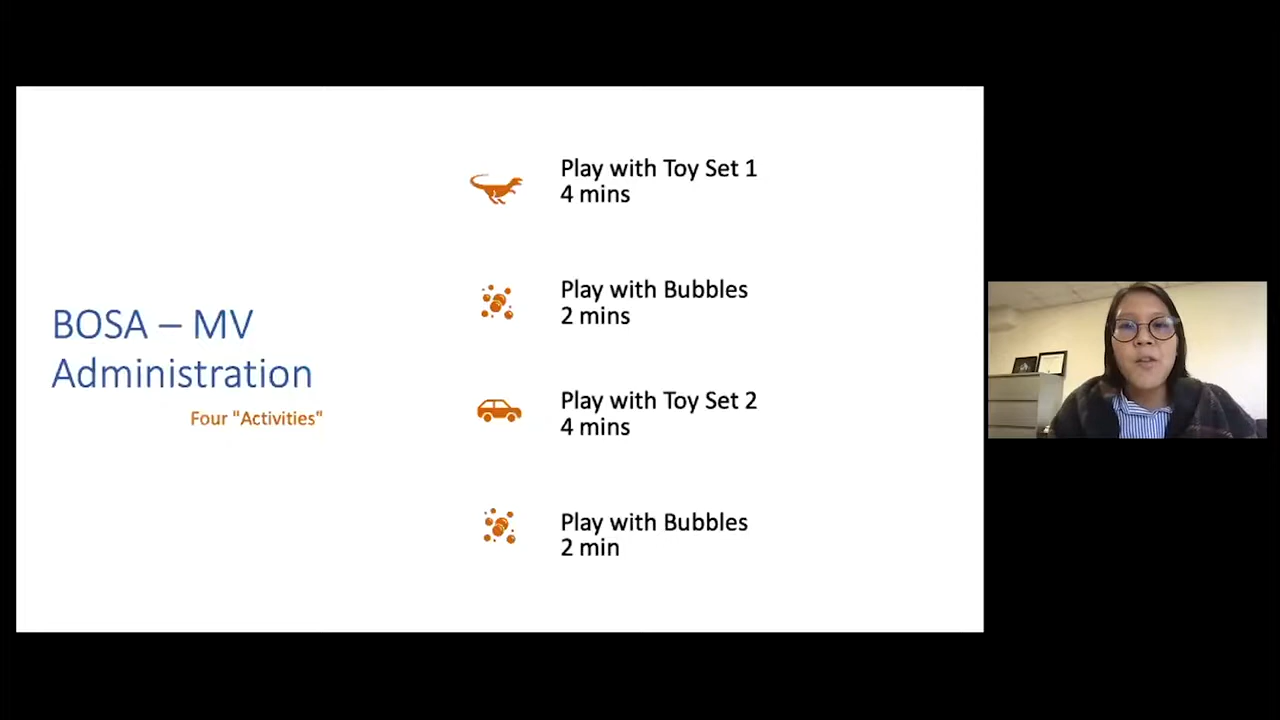 BOSA – MV
Administration
Four "Activities"
Play with Toy Set 1
4 mins
Play with Bubbles
2 mins
Play with Toy Set 2
4 mins
Play with Bubbles
2 min